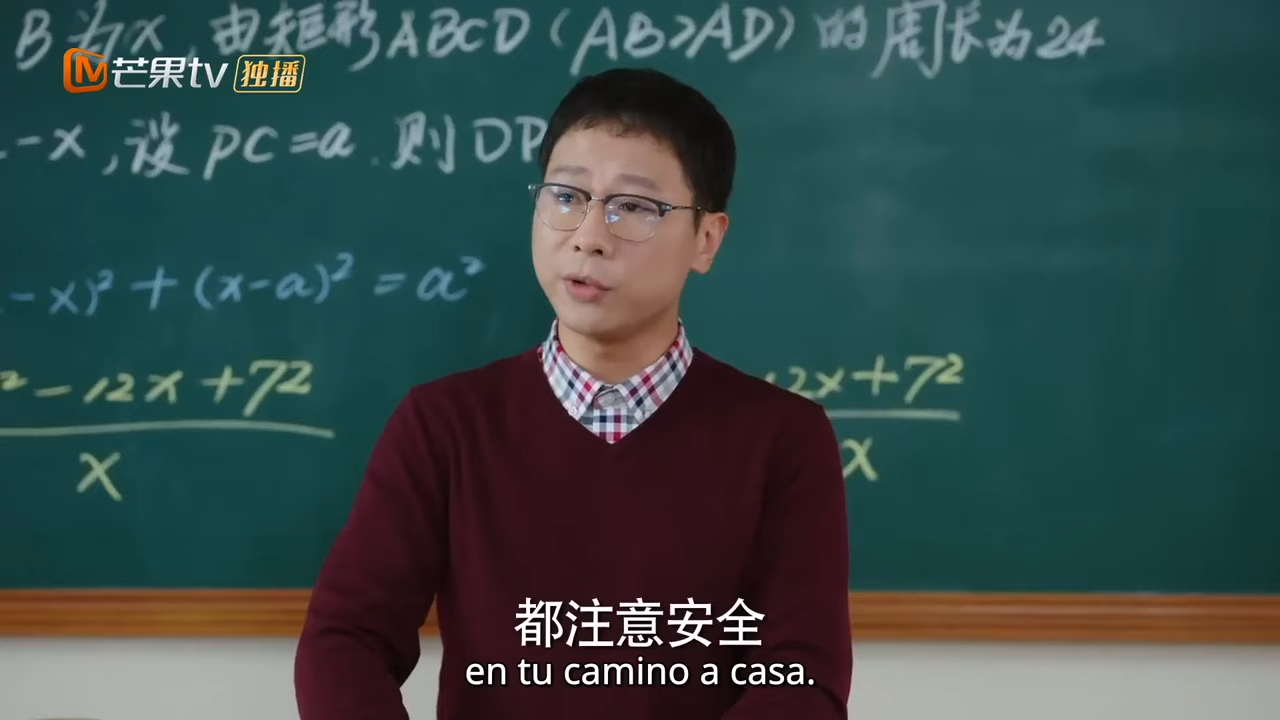 B为x,由矩形ABCD(AB>AD)的周长为24
芒果tv 独播
-x,设PC=a.则DP
-x)²+(x-a)²=a²
²-12x+72
x
12x+72
x
都注意安全
en tu camino a casa.